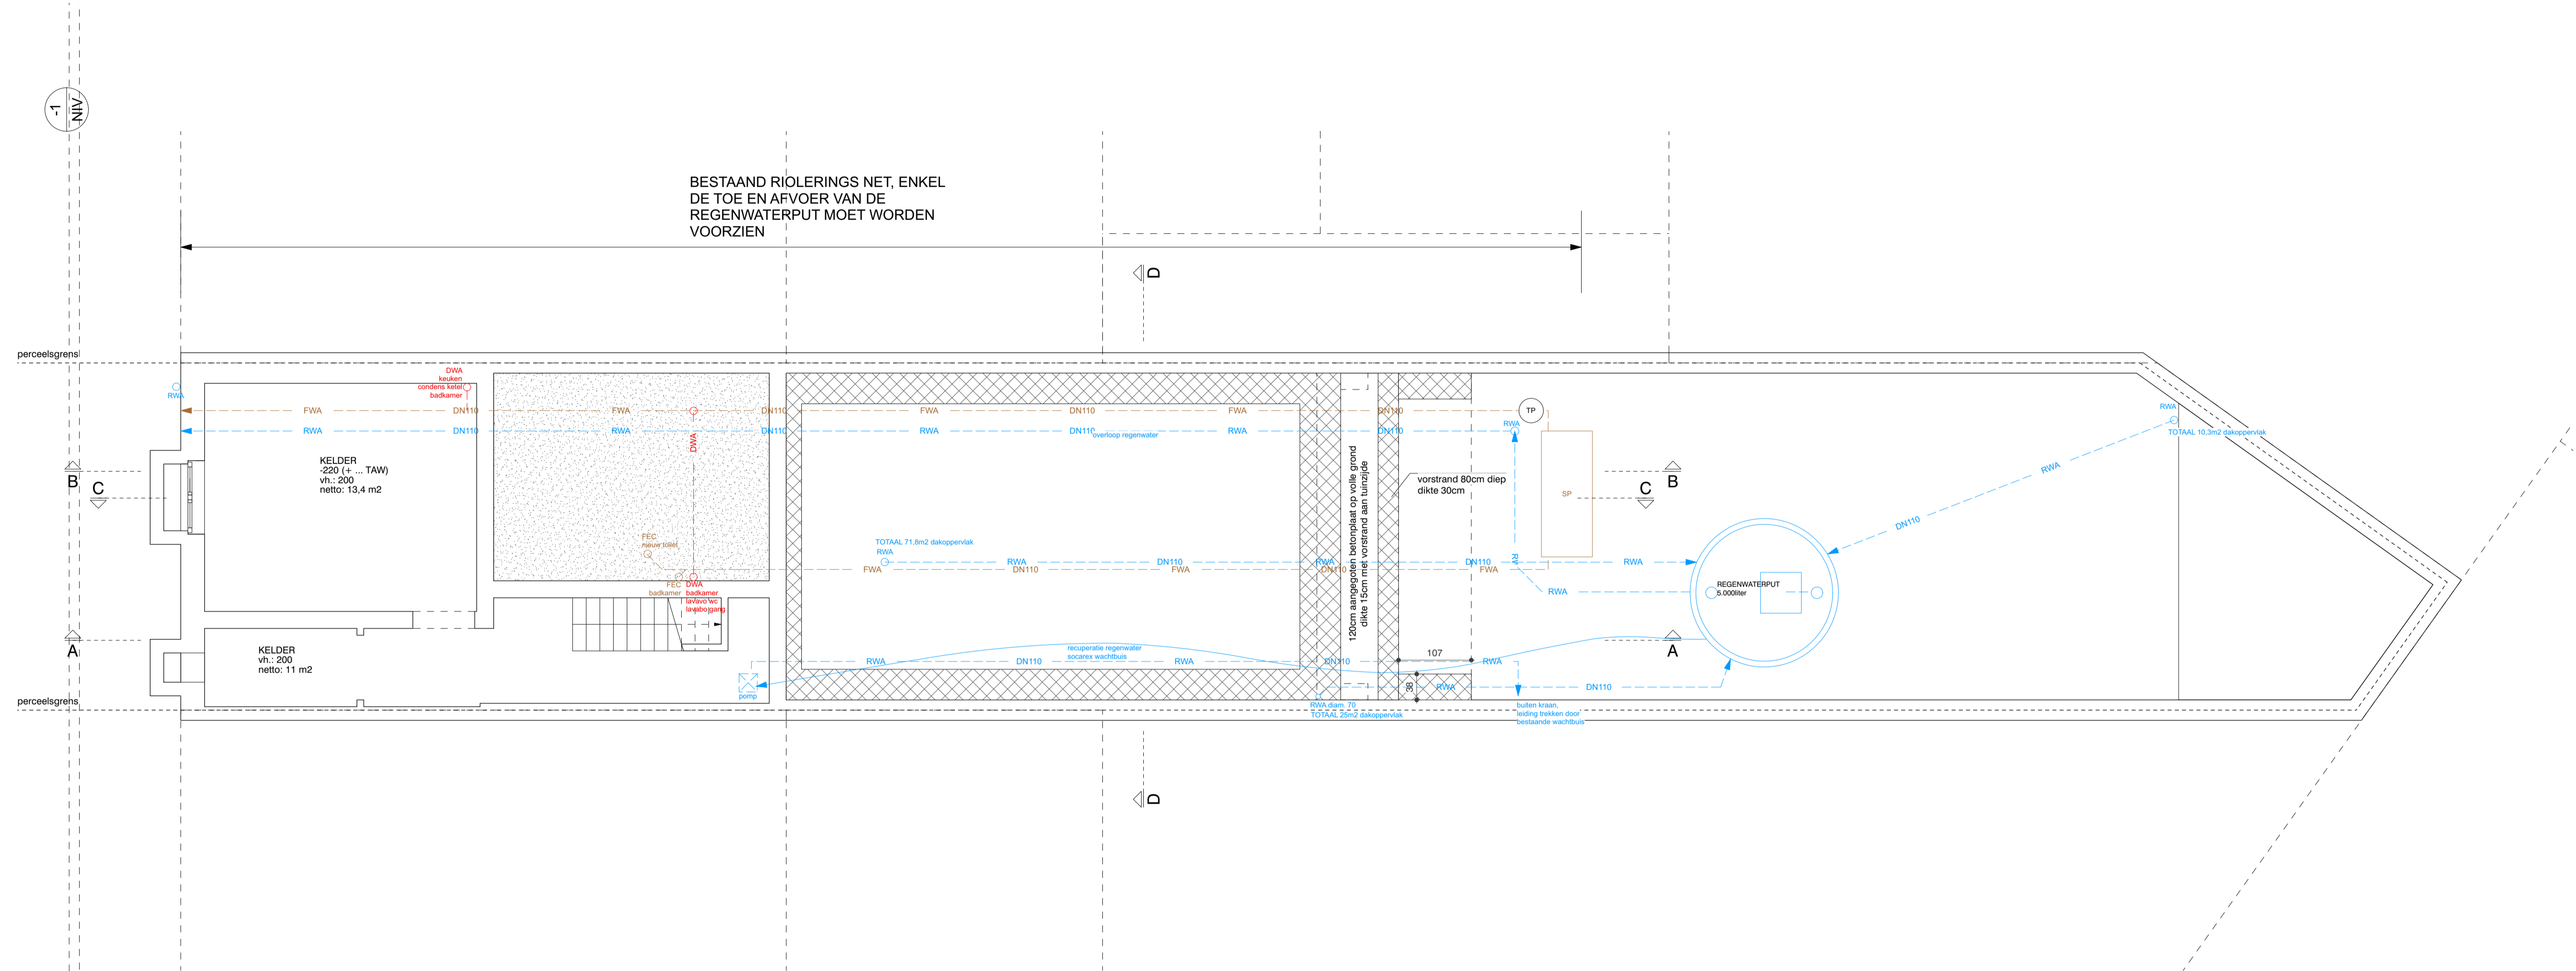 -1
NIV
BESTAAND RIOLERINGS NET, ENKEL
DE TOE EN AFVOER VAN DE
REGENWATERPUT MOET WORDEN
VOORZIEN
D
perceelsgrens
RWA
DWA
keuken
condens ketel
badkamer
FWA
DN110
FWA
DN110
FWA
DN110
FWA
DN110
TP
RWA
DN110
RWA
DN110
RWA
DN110
RWA
DN110
overloop regenwater
RWA
DWA
RWA
TOTAAL 10,3m2 dakoppervlak
RWA
DN110
KELDER
-220 (+ ... TAW)
vh.: 200
netto: 13,4 m2
B
C
120cm aangegoten betonplaat op volle grond
dikte 15cm met vorstrand aan tuinzijde
vorstrand 80cm diep
dikte 30cm
SP
C
B
FEC
nieuw toilet
TOTAAL 71,8m2 dakoppervlak
RWA
RWA
DN110
RWA
DN110
RWA
FWA
DN110
FWA
DN110
FWA
RWA
FEC
badkamer
DWA
badkamer
lavavo wc
lavabo gang
REGENWATERPUT
5.000liter
A
KELDER
vh.: 200
netto: 11 m2
recuperatie regenwater
socarex wachtbuis
RWA
DN110
RWA
DN110
RWA
107
38
RWA
DN110
A
pomp
perceelsgrens
RWA diam. 70
TOTAAL 25m2 dakoppervlak
buiten kraan,
leiding trekken door
bestaande wachtbuis
D